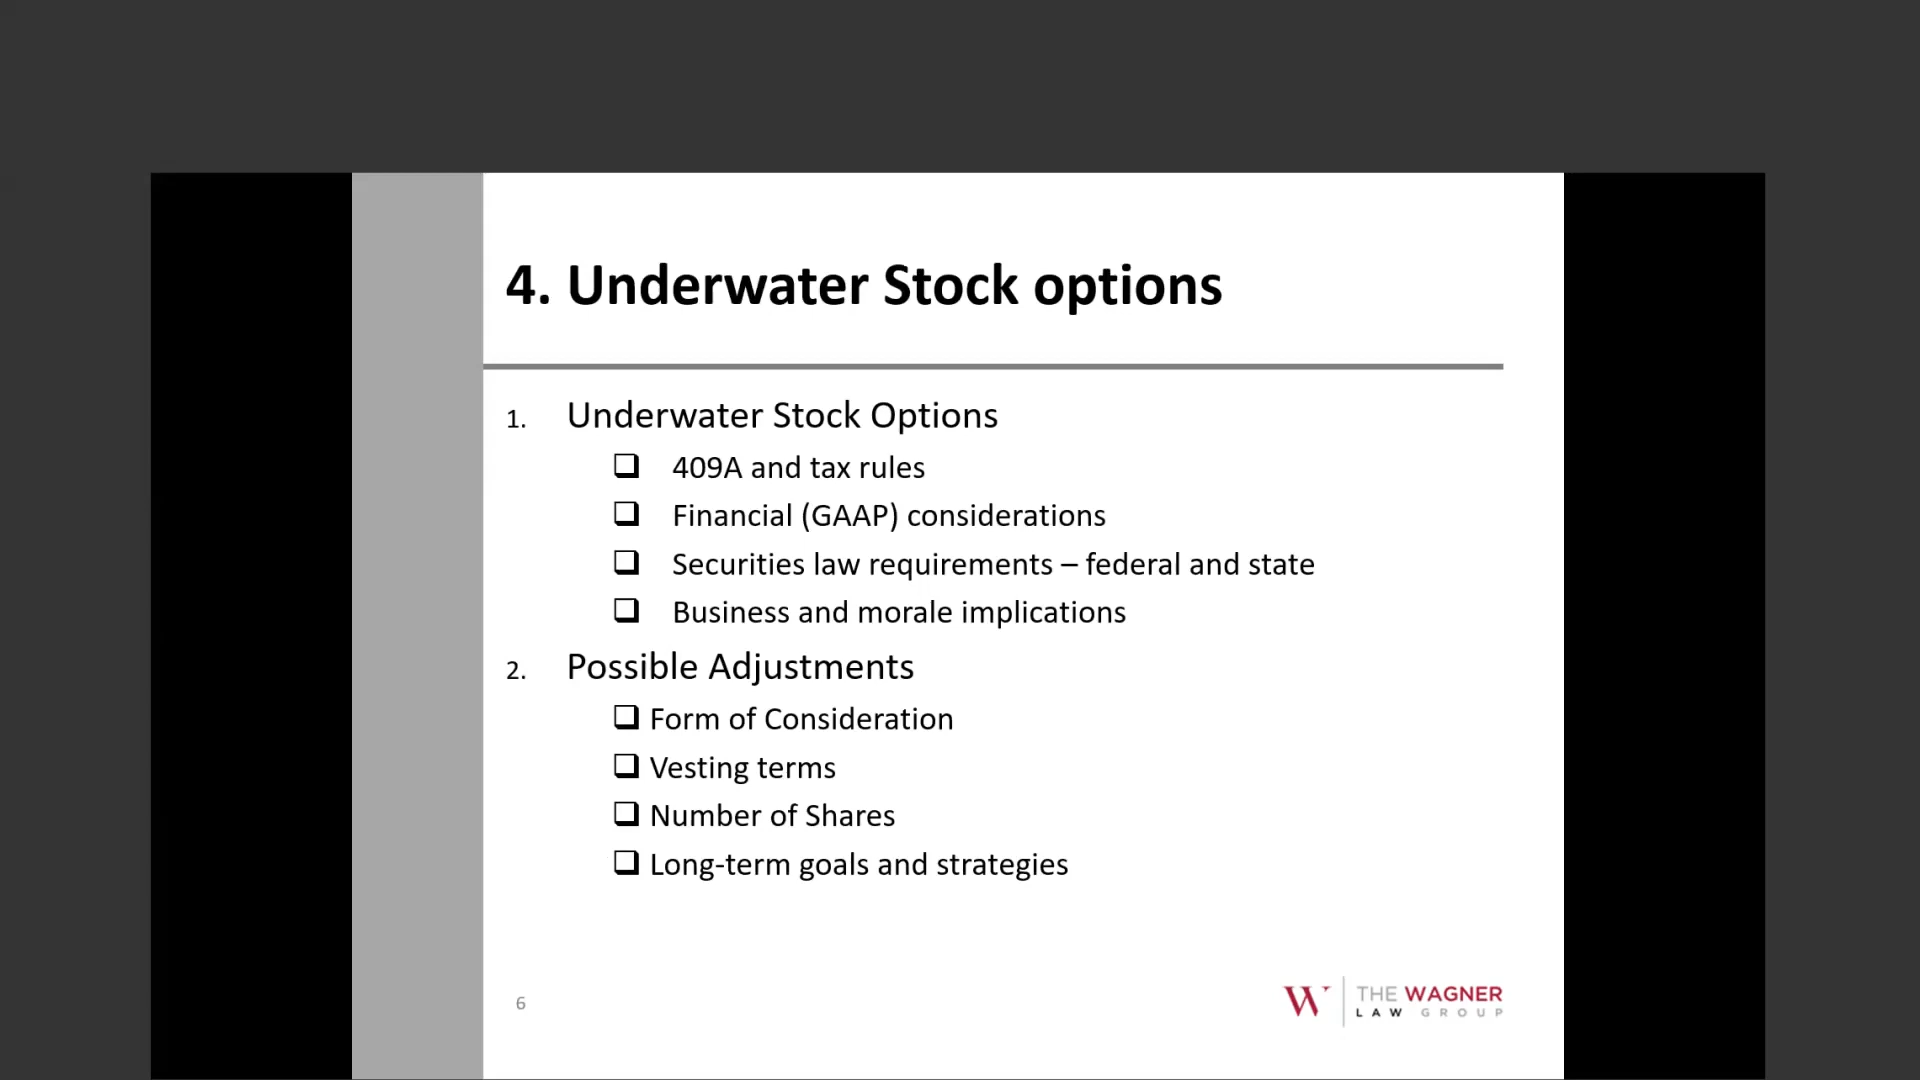 4. Underwater Stock options
1. Underwater Stock Options
❑ 409A and tax rules
❑ Financial (GAAP) considerations
❑ Securities law requirements – federal and state
❑ Business and morale implications
2. Possible Adjustments
❑ Form of Consideration
❑ Vesting terms
❑ Number of Shares
❑ Long-term goals and strategies
6
W THE WAGNER
LAW GROUP